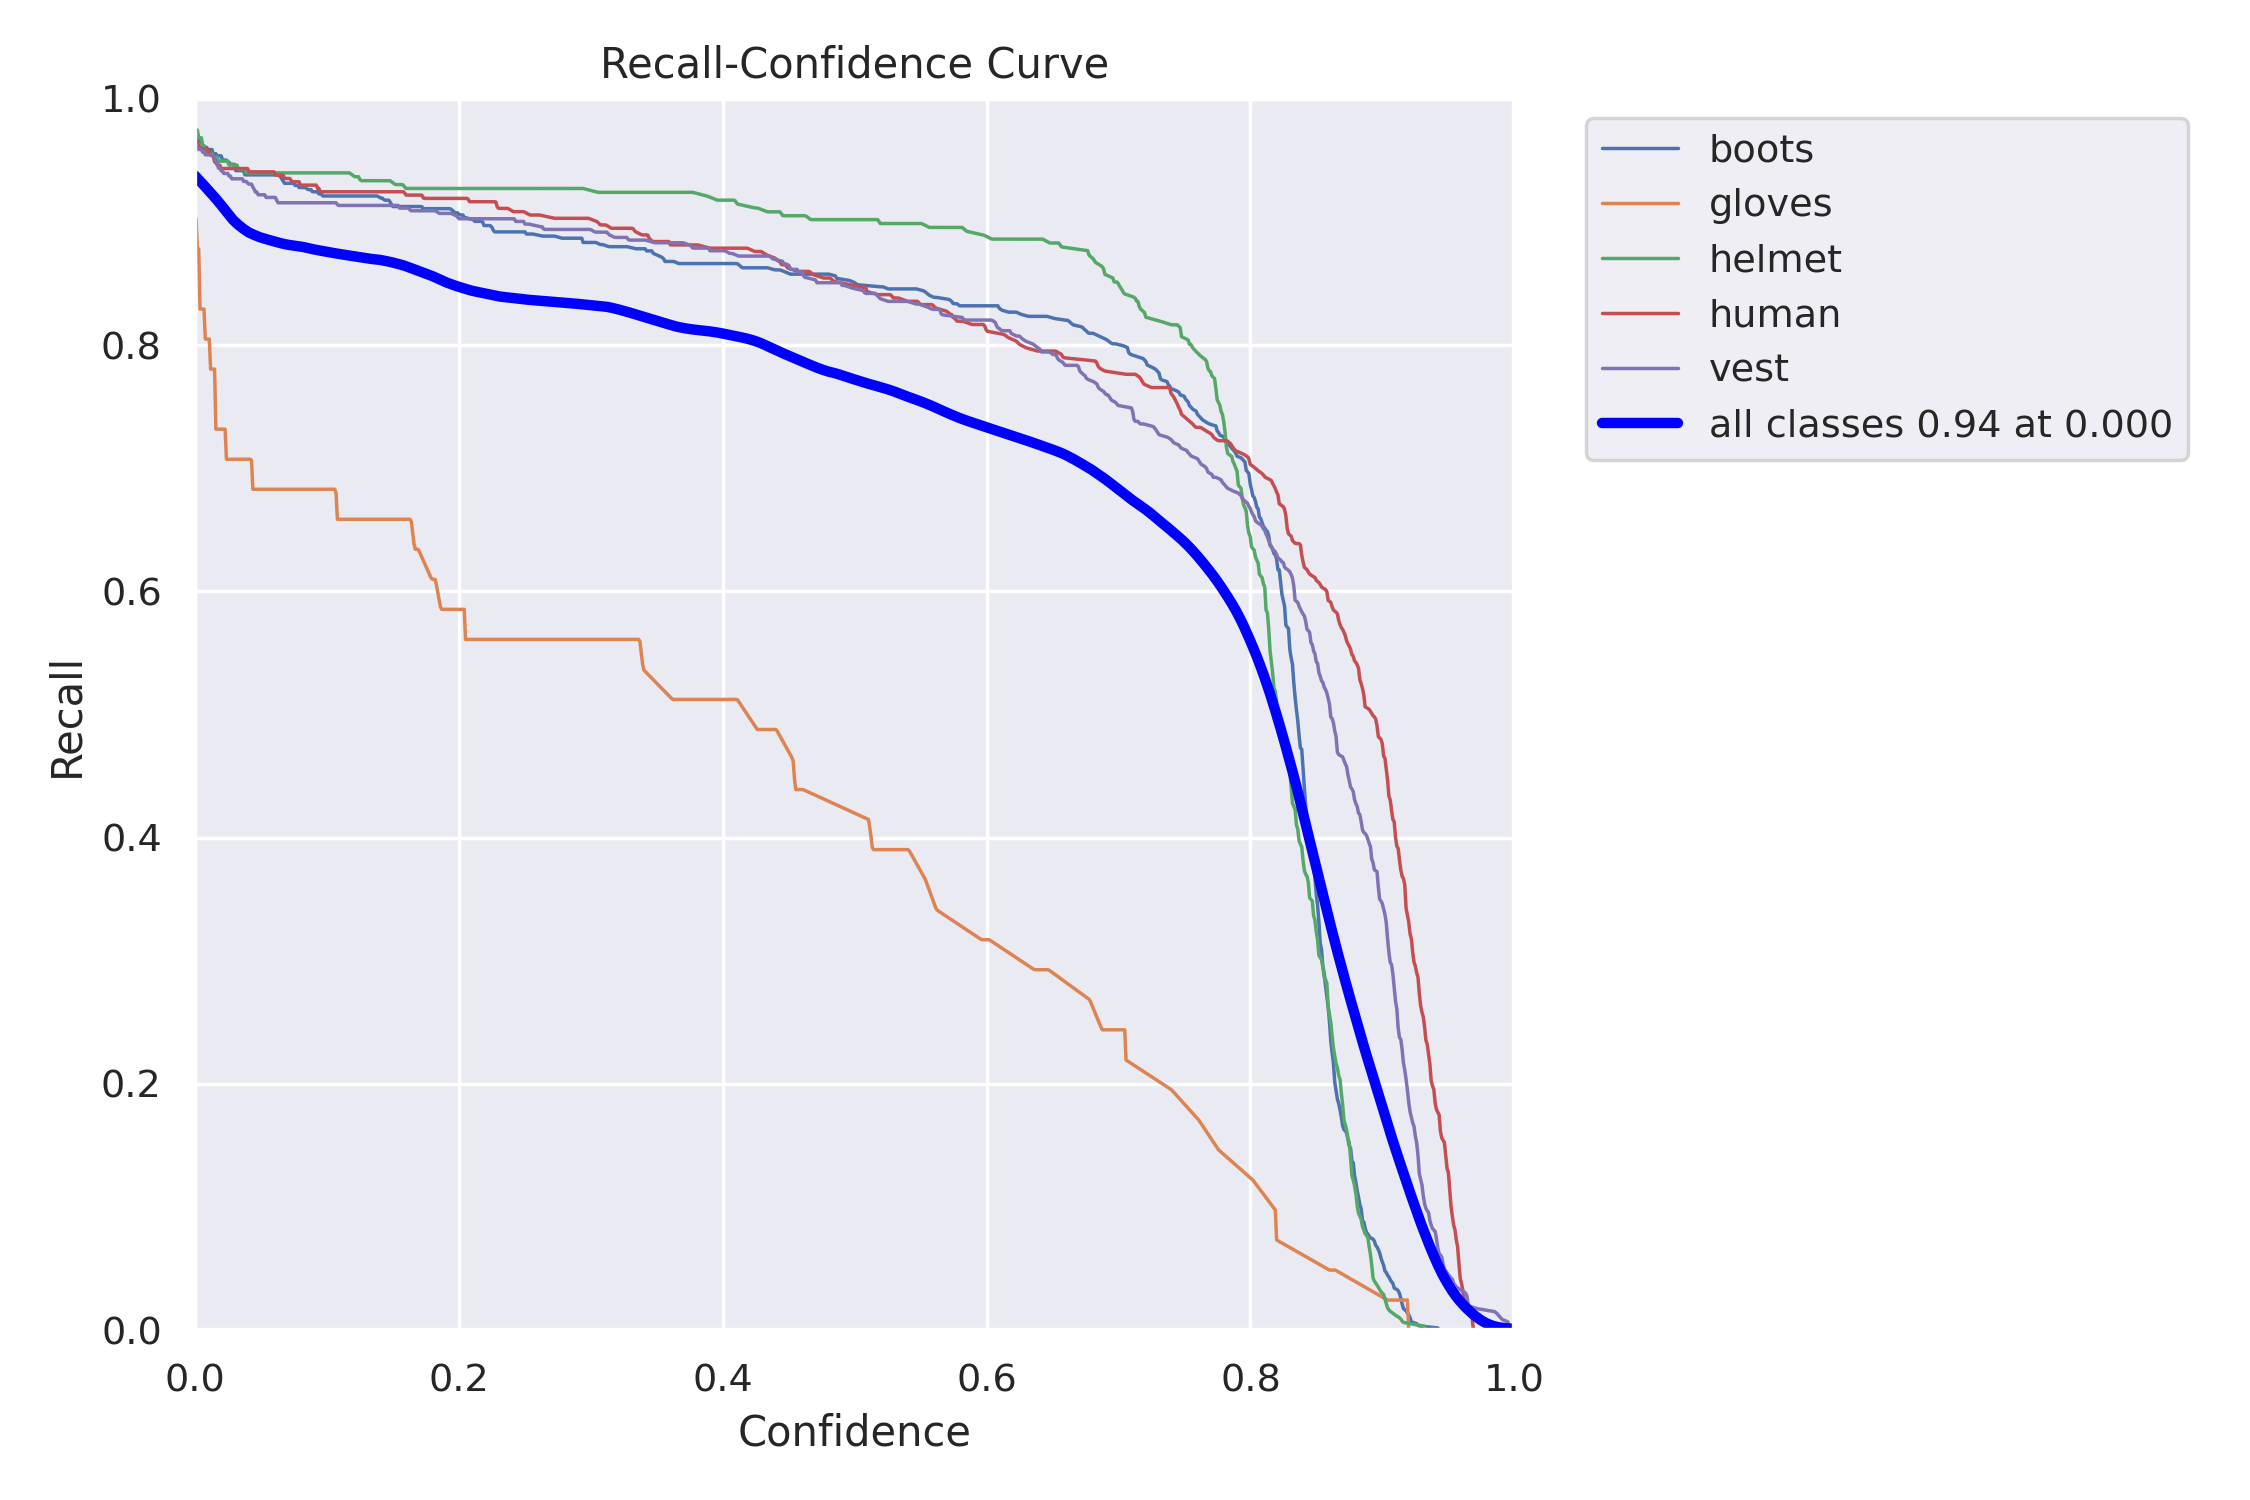 Recall-Confidence Curve
1.0
0.8
0.6
0.4
0.2
0.0
Recall
0.0 0.2 0.4 0.6 0.8 1.0
Confidence
boots
gloves
helmet
human
vest
all classes 0.94 at 0.000